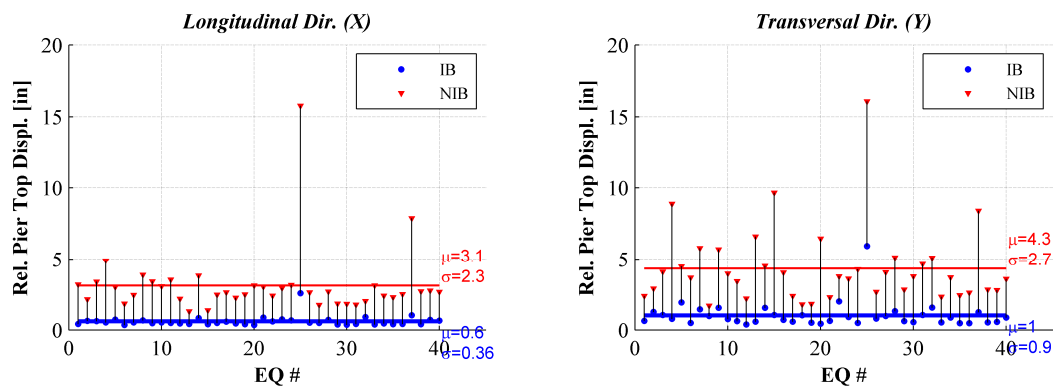 Longitudinal Dir. (X)
Rel. Pier Top Displ. [in]
20
15
10
5
0
0
10
20
30
40
EQ #
IB
NIB
μ=3.1
σ=2.3
μ=0.6
σ=0.36
Transversal Dir. (Y)
Rel. Pier Top Displ. [in]
20
15
10
5
0
0
10
20
30
40
EQ #
IB
NIB
μ=4.3
σ=2.7
μ=1
σ=0.9